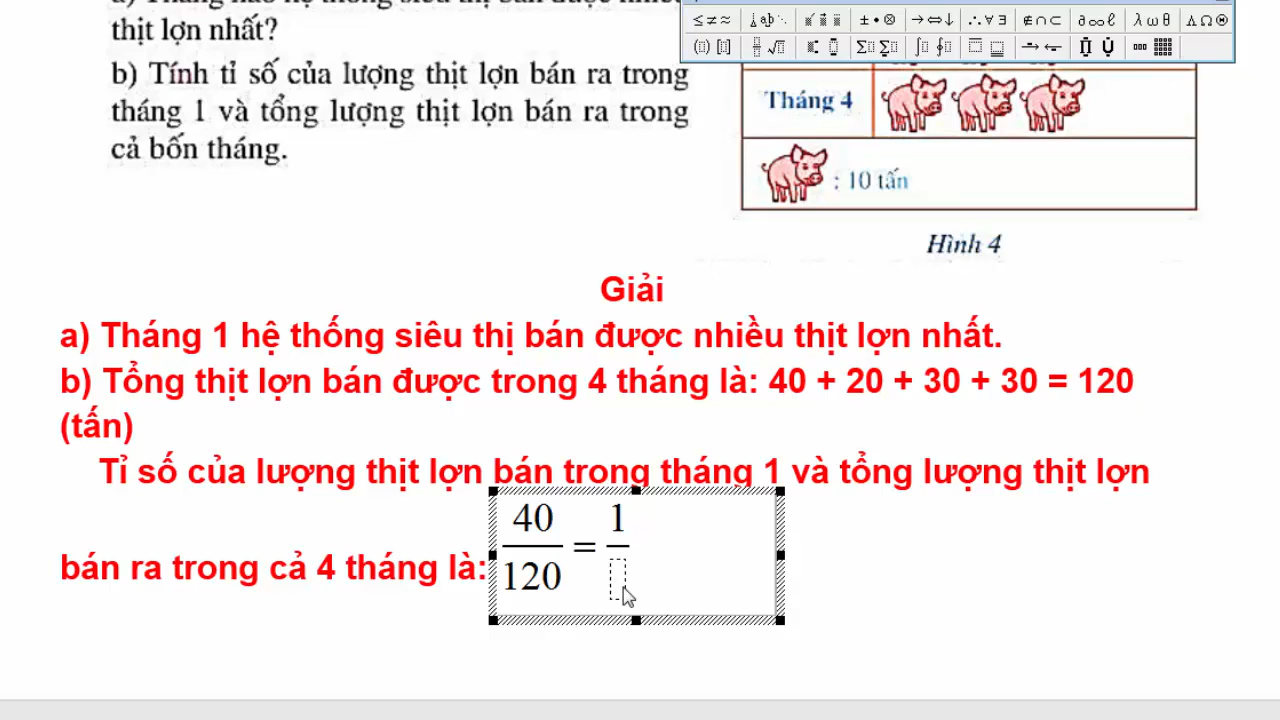 thịt lợn nhất?
b) Tính tỉ số của lượng thịt lợn bán ra trong
tháng 1 và tổng lượng thịt lợn bán ra trong
cả bốn tháng.
Tháng 4
: 10 tấn
Hình 4
Giải
a) Tháng 1 hệ thống siêu thị bán được nhiều thịt lợn nhất.
b) Tổng thịt lợn bán được trong 4 tháng là: 40 + 20 + 30 + 30 = 120
(tấn)
Tỉ số của lượng thịt lợn bán trong tháng 1 và tổng lượng thịt lợn
bán ra trong cả 4 tháng là:
40/120 = 1/